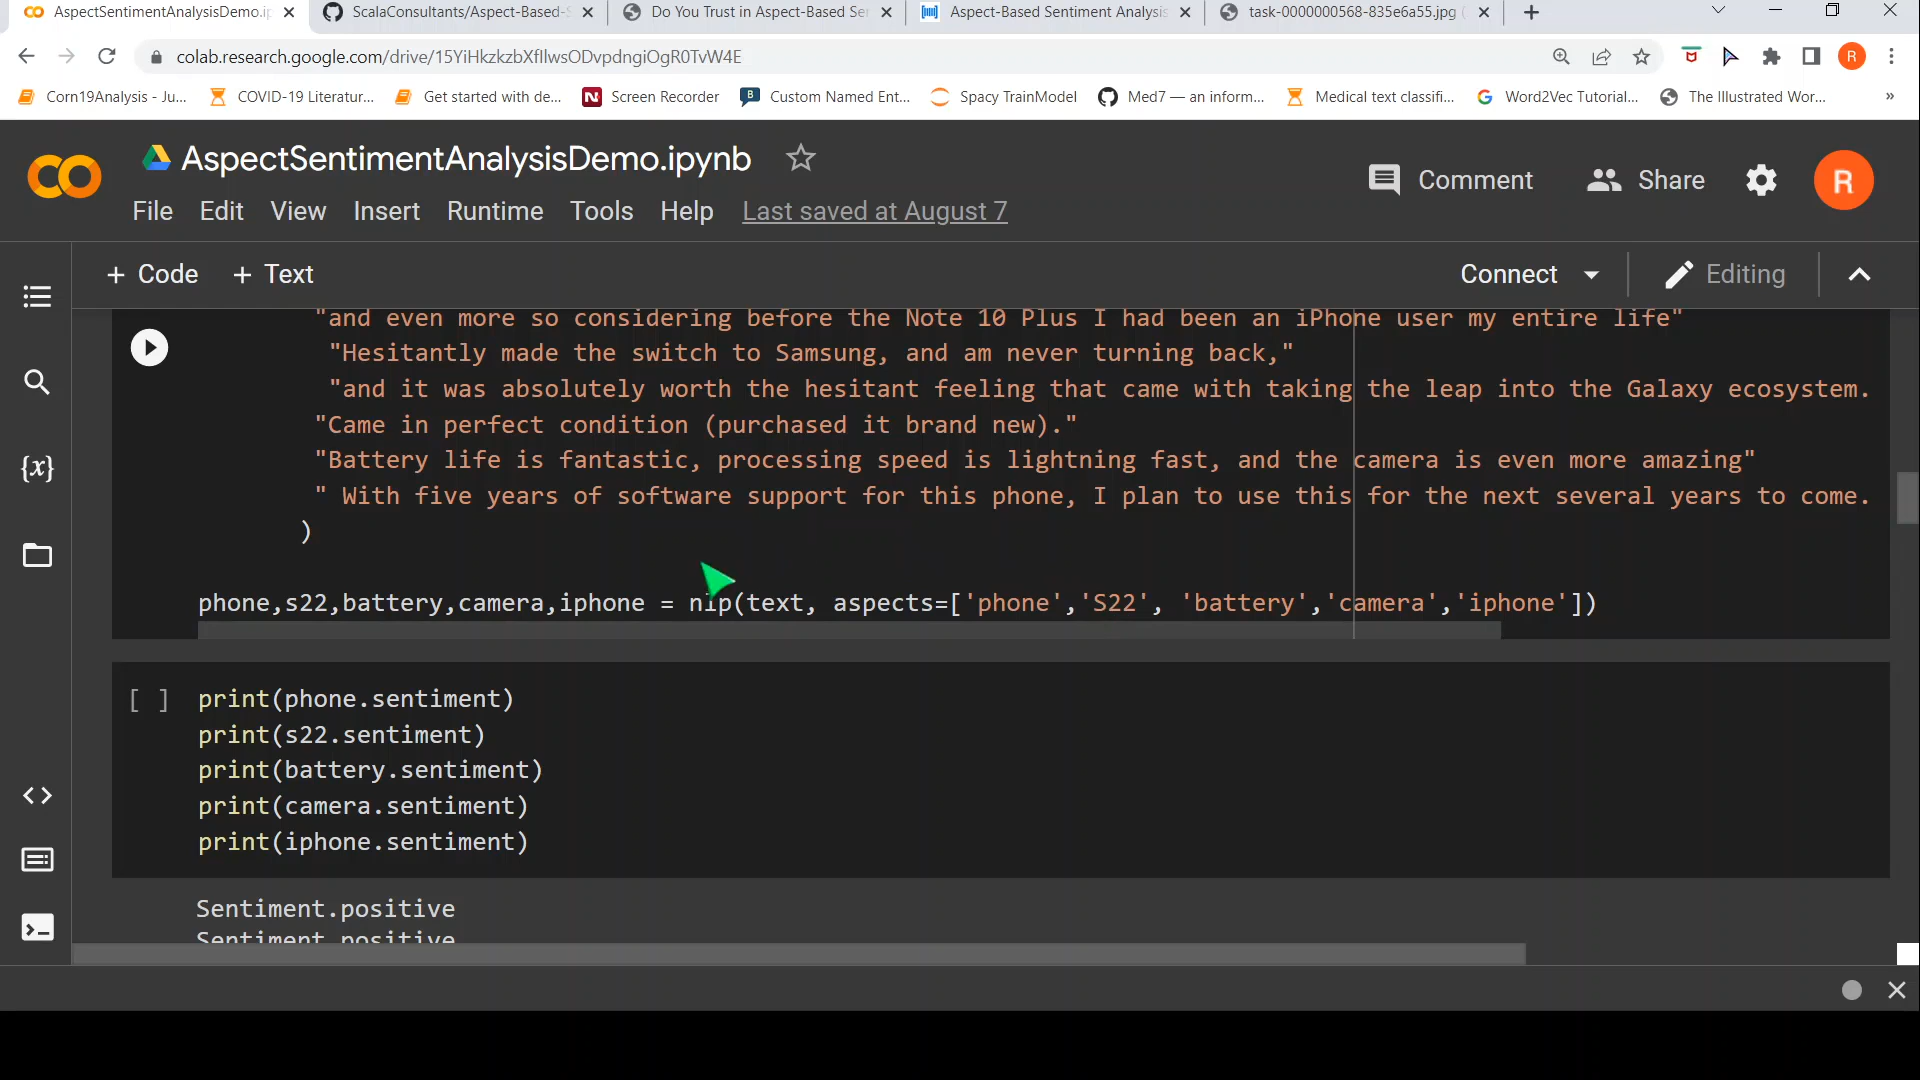 AspectSentimentAnalysisDemo.ip
ScalaConsultants/Aspect-Based-S
Do You Trust in Aspect-Based Se
Aspect-Based Sentiment Analysis
task-0000000568-835e6a55.jpg (
colab.research.google.com/drive/15YiHkzkzbXfIlwsODvpdngiOgR0TvW4E
R
Corn19Analysis - Ju...
COVID-19 Literatur...
Get started with de...
Screen Recorder
Custom Named Ent...
Spacy TrainModel
Med7 — an inform...
Medical text classifi...
Word2Vec Tutorial...
The Illustrated Wor...
»
AspectSentimentAnalysisDemo.ipynb
Comment
Share
R
File Edit View Insert Runtime Tools Help Last saved at August 7
+ Code + Text
Connect
Editing
"and even more so considering before the Note 10 Plus I had been an iPhone user my entire life"
"Hesitantly made the switch to Samsung, and am never turning back,"
"and it was absolutely worth the hesitant feeling that came with taking the leap into the Galaxy ecosystem.
"Came in perfect condition (purchased it brand new)."
"Battery life is fantastic, processing speed is lightning fast, and the camera is even more amazing"
" With five years of software support for this phone, I plan to use this for the next several years to come.
)
phone,s22,battery,camera,iphone = nlp(text, aspects=['phone','S22', 'battery','camera','iphone'])
[ ] print(phone.sentiment)
print(s22.sentiment)
print(battery.sentiment)
print(camera.sentiment)
print(iphone.sentiment)
Sentiment.positive
Sentiment.positive